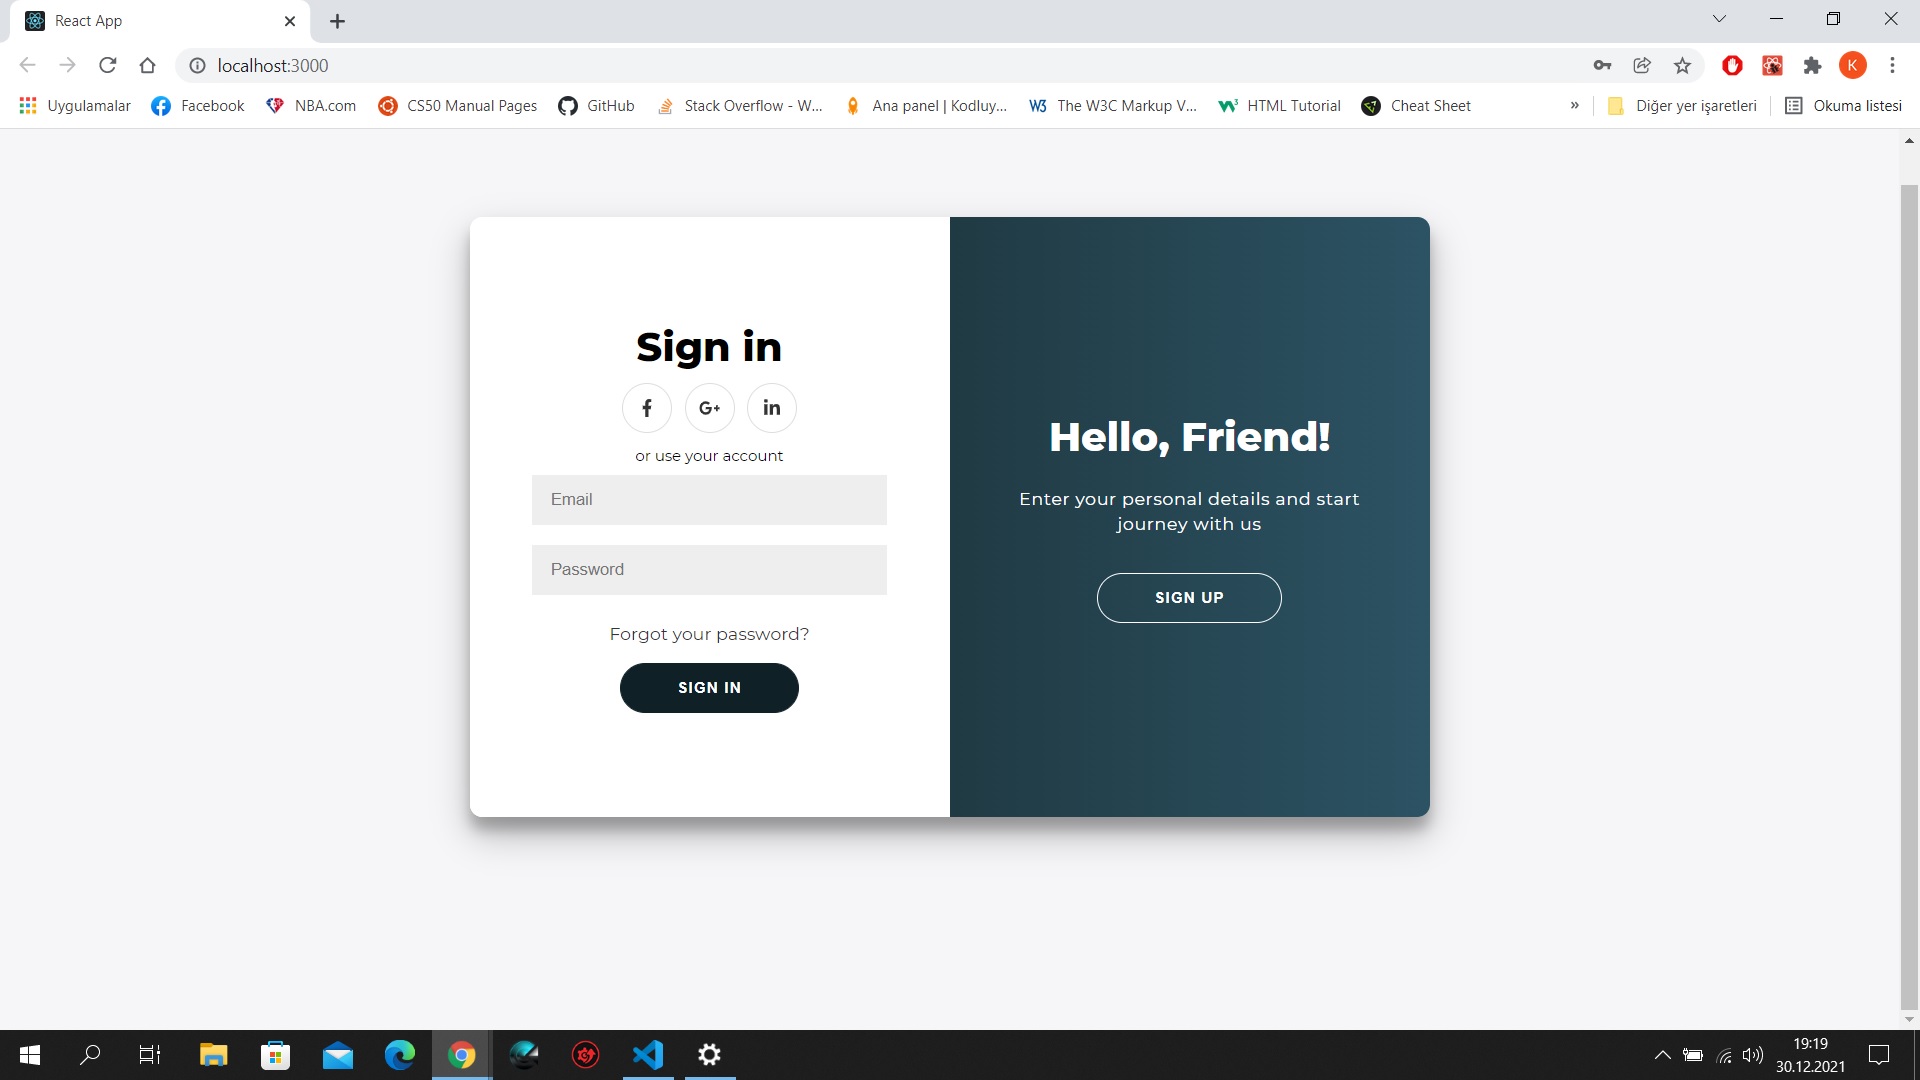 React App
localhost:3000
K
Uygulamalar
Facebook
NBA.com
CS50 Manual Pages
GitHub
Stack Overflow - W...
Ana panel | Kodluy...
The W3C Markup V...
HTML Tutorial
Cheat Sheet
»
Diğer yer işaretleri
Okuma listesi
Sign in
f
G+
in
or use your account
Email
Password
Forgot your password?
SIGN IN
Hello, Friend!
Enter your personal details and start
journey with us
SIGN UP
19:19
30.12.2021